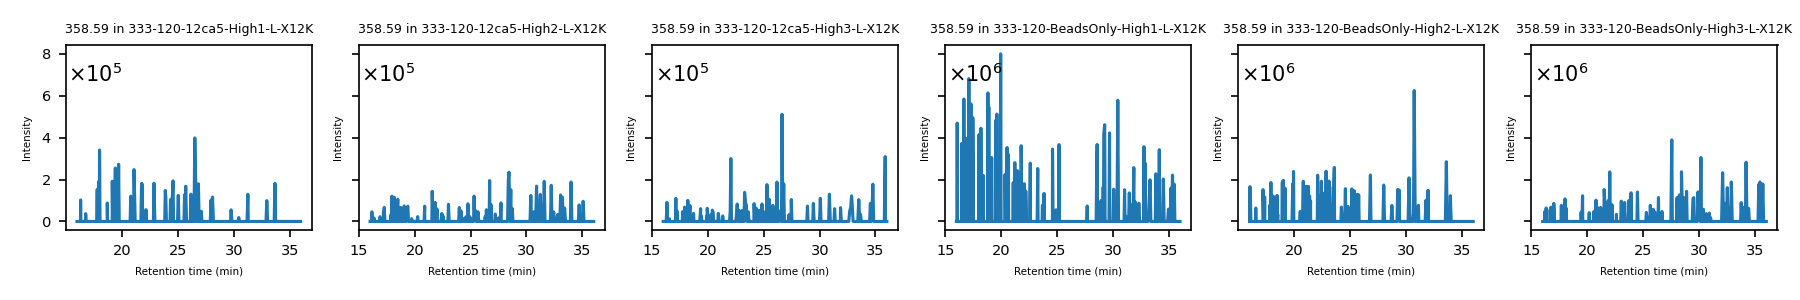 358.59 in 333-120-12ca5-High1-L-X12K
358.59 in 333-120-12ca5-High2-L-X12K
358.59 in 333-120-12ca5-High3-L-X12K
358.59 in 333-120-BeadsOnly-High1-L-X12K
358.59 in 333-120-BeadsOnly-High2-L-X12K
358.59 in 333-120-BeadsOnly-High3-L-X12K
×10⁵
×10⁵
×10⁵
×10⁶
×10⁶
×10⁶
8
6
4
2
0
Intensity
Intensity
Intensity
Intensity
Intensity
Intensity
20 25 30 35
15 20 25 30 35
15 20 25 30 35
15 20 25 30 35
20 25 30 35
15 20 25 30 35
Retention time (min)
Retention time (min)
Retention time (min)
Retention time (min)
Retention time (min)
Retention time (min)